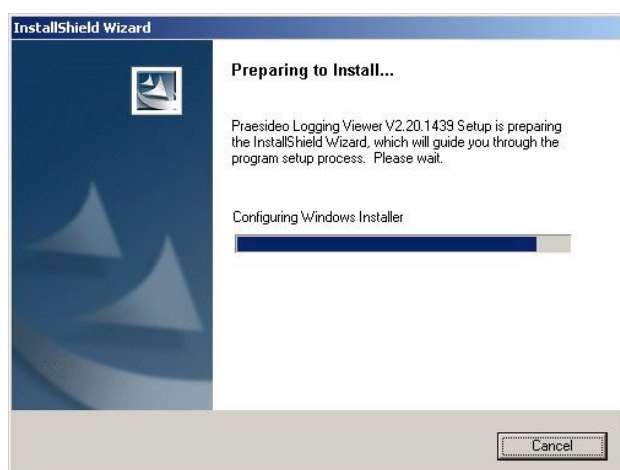 InstallShield Wizard
Preparing to Install...
Praesideo Logging Viewer V2.20.1439 Setup is preparing
the InstallShield Wizard, which will guide you through the
program setup process. Please wait.
Configuring Windows Installer
Cancel